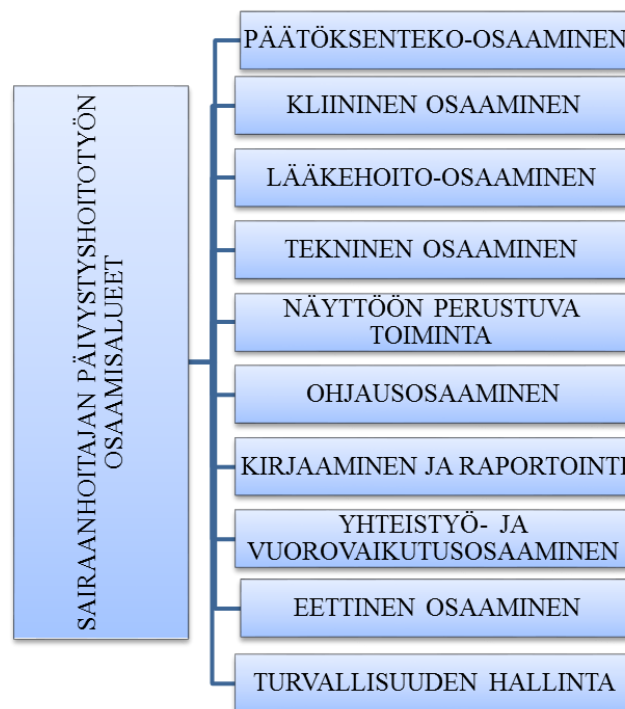 SAIRAANHOITAJAN PÄIVYSTYSHOITOTYÖN
OSAAMISALUEET
PÄÄTÖKSENTEKO-OSAAMINEN
KLIININEN OSAAMINEN
LÄÄKEHOITO-OSAAMINEN
TEKNINEN OSAAMINEN
NÄYTTÖÖN PERUSTUVA
TOIMINTA
OHJAUSOSAAMINEN
KIRJAAMINEN JA RAPORTOINTI
YHTEISTYÖ- JA
VUOROVAIKUTUSOSAAMINEN
EETTINEN OSAAMINEN
TURVALLISUUDEN HALLINTA